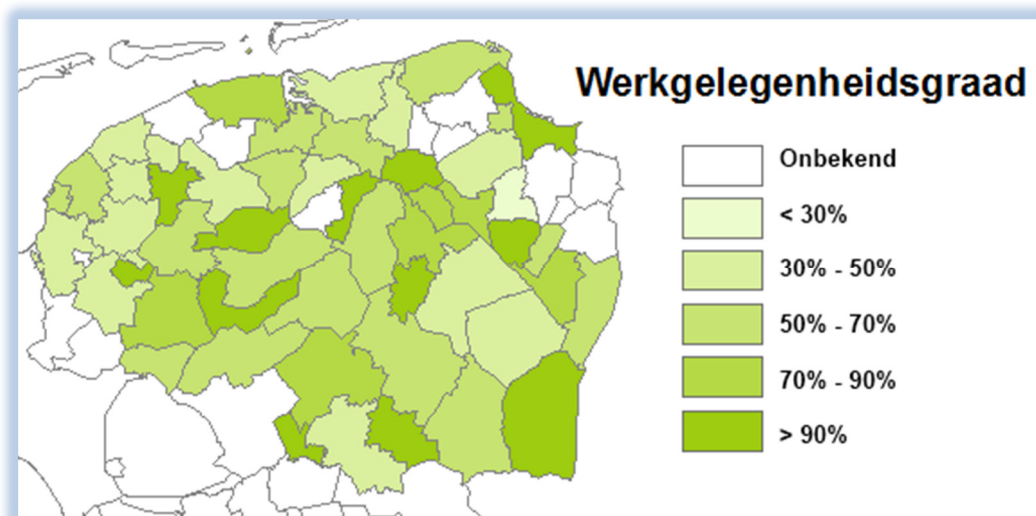 Werkgelegenheidsgraad
Onbekend
< 30%
30% - 50%
50% - 70%
70% - 90%
> 90%